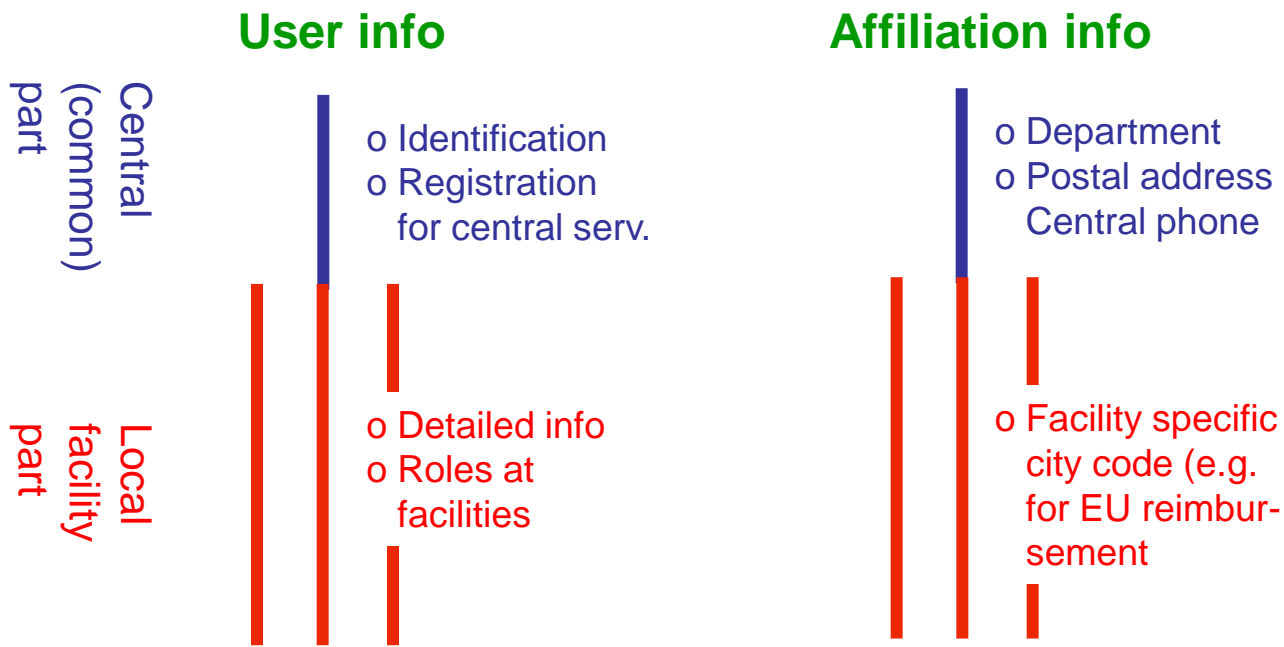 User info
Affiliation info
Central
(common)
part
o Identification
o Registration
for central serv.
o Department
o Postal address
Central phone
Local
facility
part
o Detailed info
o Roles at
facilities
o Facility specific
city code (e.g.
for EU reimbur-
sement